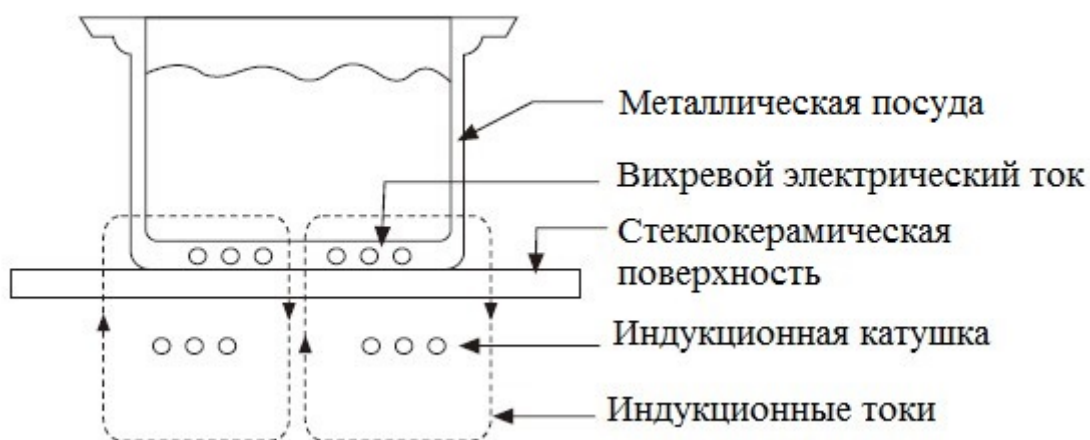 Металлическая посуда
Вихревой электрический ток
Стеклокерамическая
поверхность
Индукционная катушка
Индукционные токи